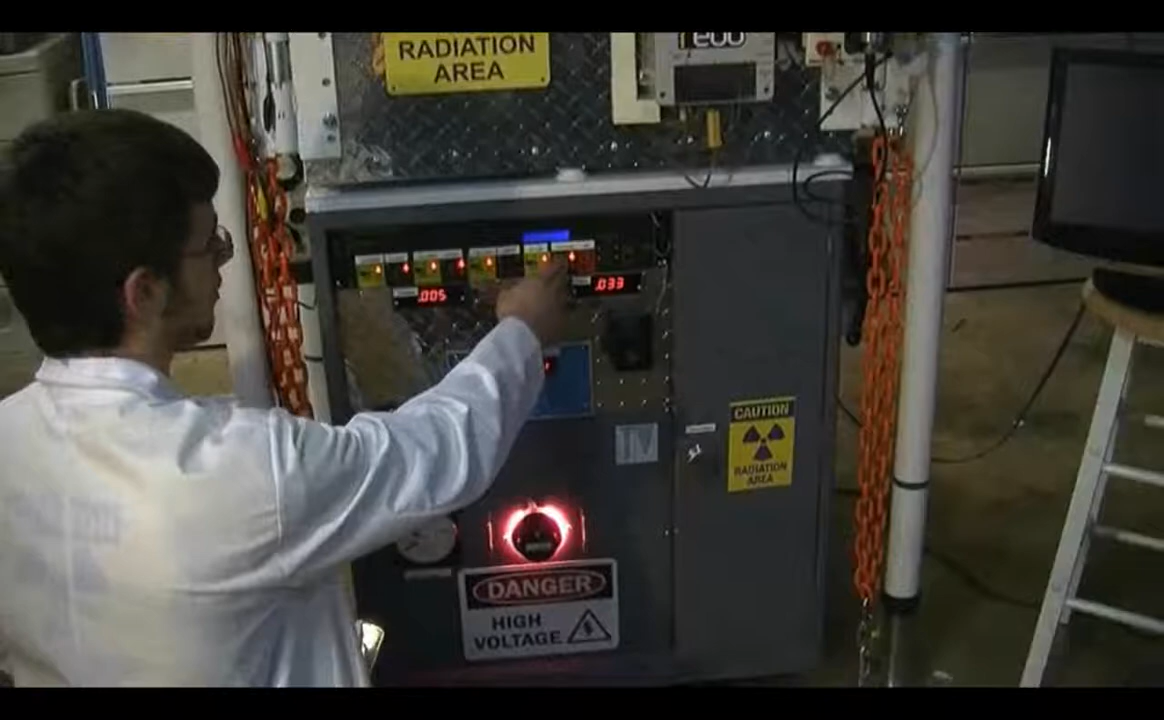 RADIATION
AREA
.005
.033
CAUTION
RADIATION
AREA
DANGER
HIGH
VOLTAGE